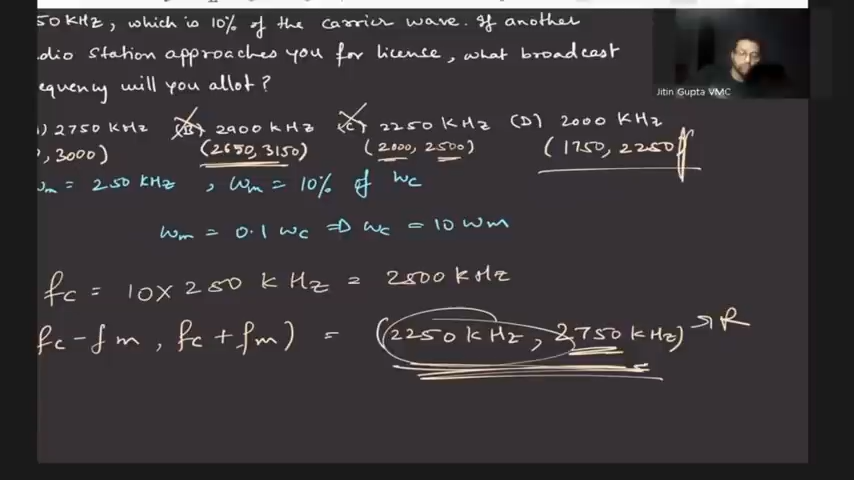 50 KHz, which is 10% of the carrier wave. If another
dio Station approaches you for license, what broadcast
equency will you allot?
) 2750 KHz (B) 2900 KHz (C) 2250 KHz (D) 2000 KHz
, 3000) (2650, 3150) (2000, 2500) (1750, 2250)
ωm = 250 KHz , ωm = 10% of ωc
ωm = 0.1 ωc ⇒ ωc = 10 ωm
fc = 10 × 250 KHz = 2500 KHz
fc - fm , fc + fm) = (2250 KHz, 2750 KHz) → R
Jitin Gupta VMC